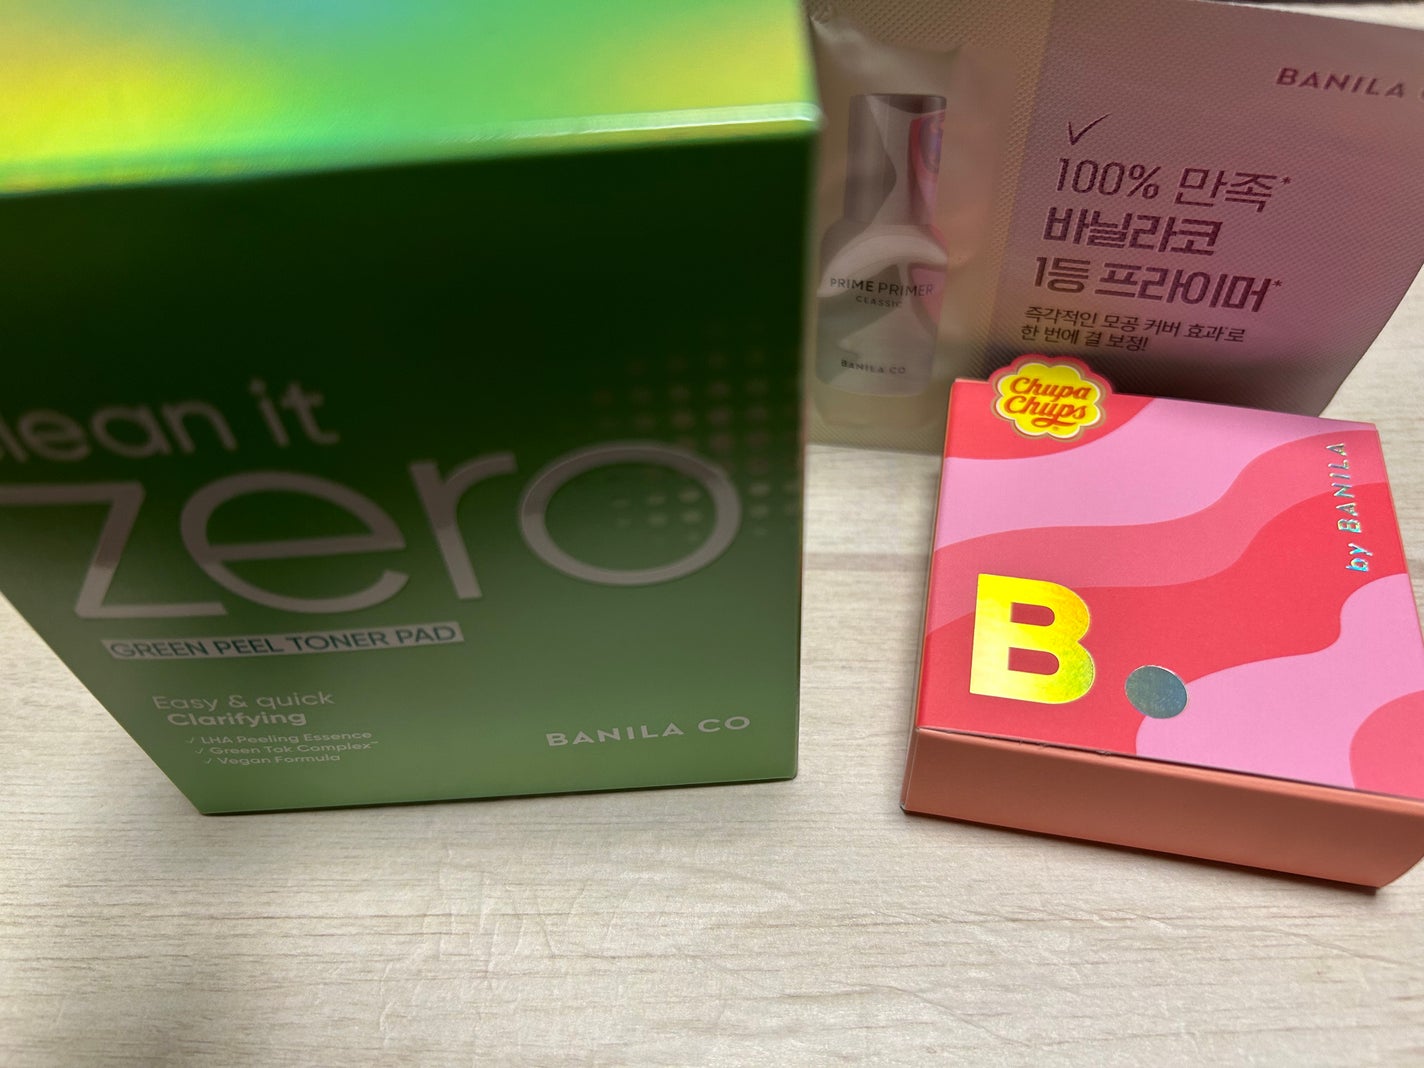 lean it
zero
GREEN PEEL TONER PAD
Easy & quick
Clarifying
✓ LHA Peeling Essence
✓ Green Tok Complex™
✓ Vegan Formula
BANILA CO
PRIME PRIMER
CLASSIC
BANILA CO
BANILA
✓
100% 만족*
바닐라코
1등 프라이머*
즉각적인 모공 커버 효과*로
한 번에 결 보정!
Chupa
Chups
by BANILA
B.